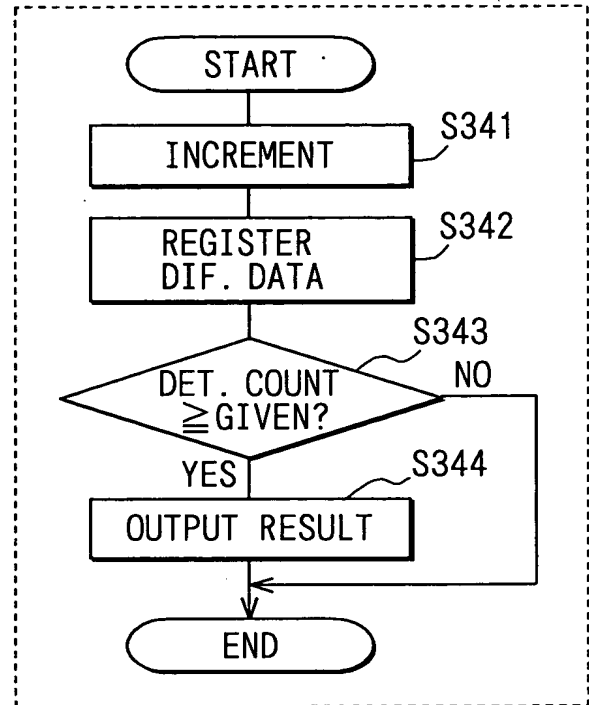 START
INCREMENT
S341
REGISTER
DIF. DATA
S342
S343
DET. COUNT
≧GIVEN?
NO
YES
S344
OUTPUT RESULT
END